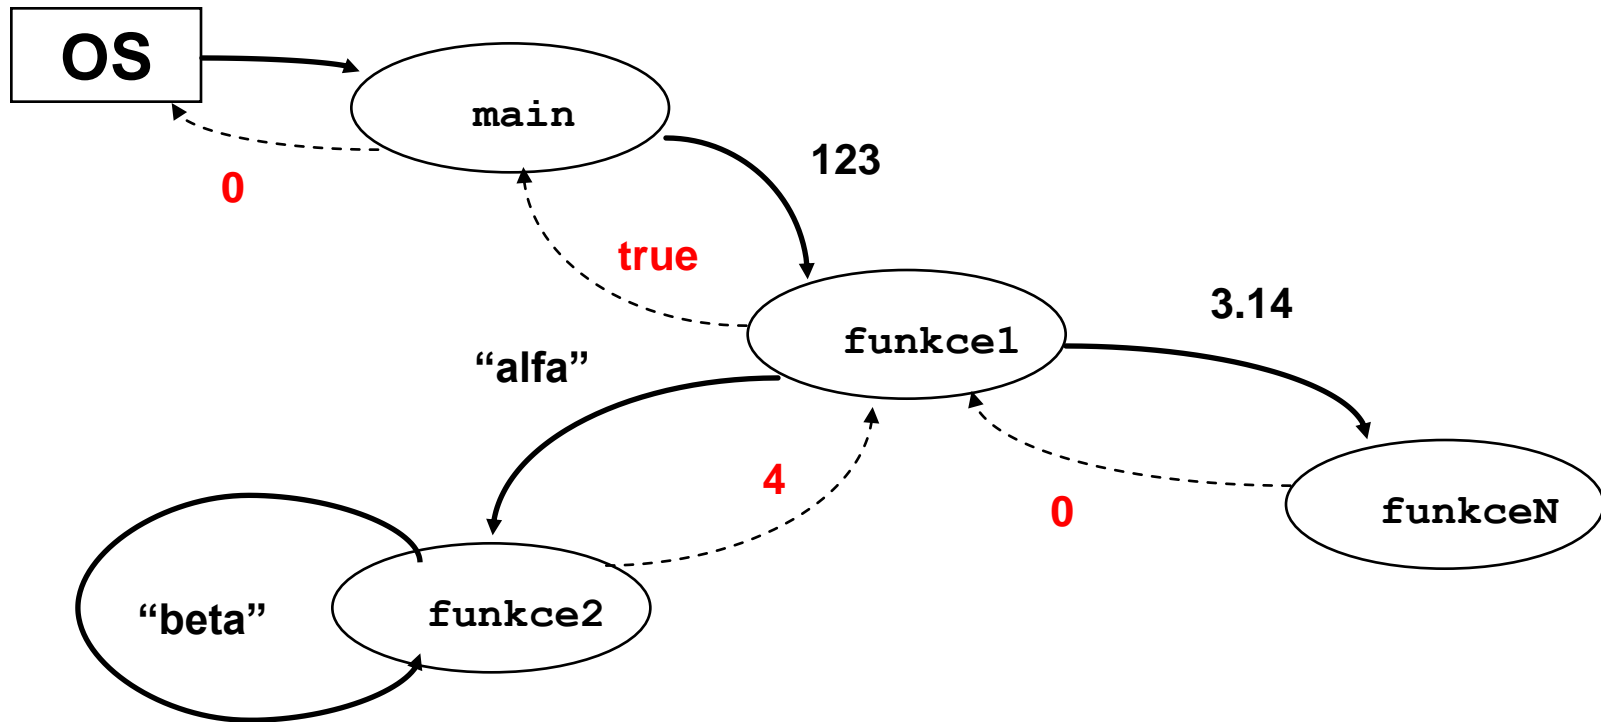 OS
main
0
123
true
funkce1
3.14
“alfa”
4
0
funkceN
“beta”
funkce2